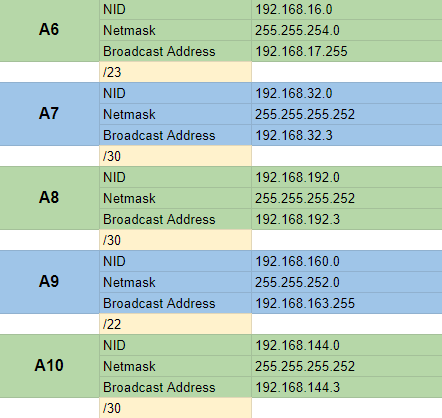 A6
NID 192.168.16.0
Netmask 255.255.254.0
Broadcast Address 192.168.17.255
/23
A7
NID 192.168.32.0
Netmask 255.255.255.252
Broadcast Address 192.168.32.3
/30
A8
NID 192.168.192.0
Netmask 255.255.255.252
Broadcast Address 192.168.192.3
/30
A9
NID 192.168.160.0
Netmask 255.255.252.0
Broadcast Address 192.168.163.255
/22
A10
NID 192.168.144.0
Netmask 255.255.255.252
Broadcast Address 192.168.144.3
/30